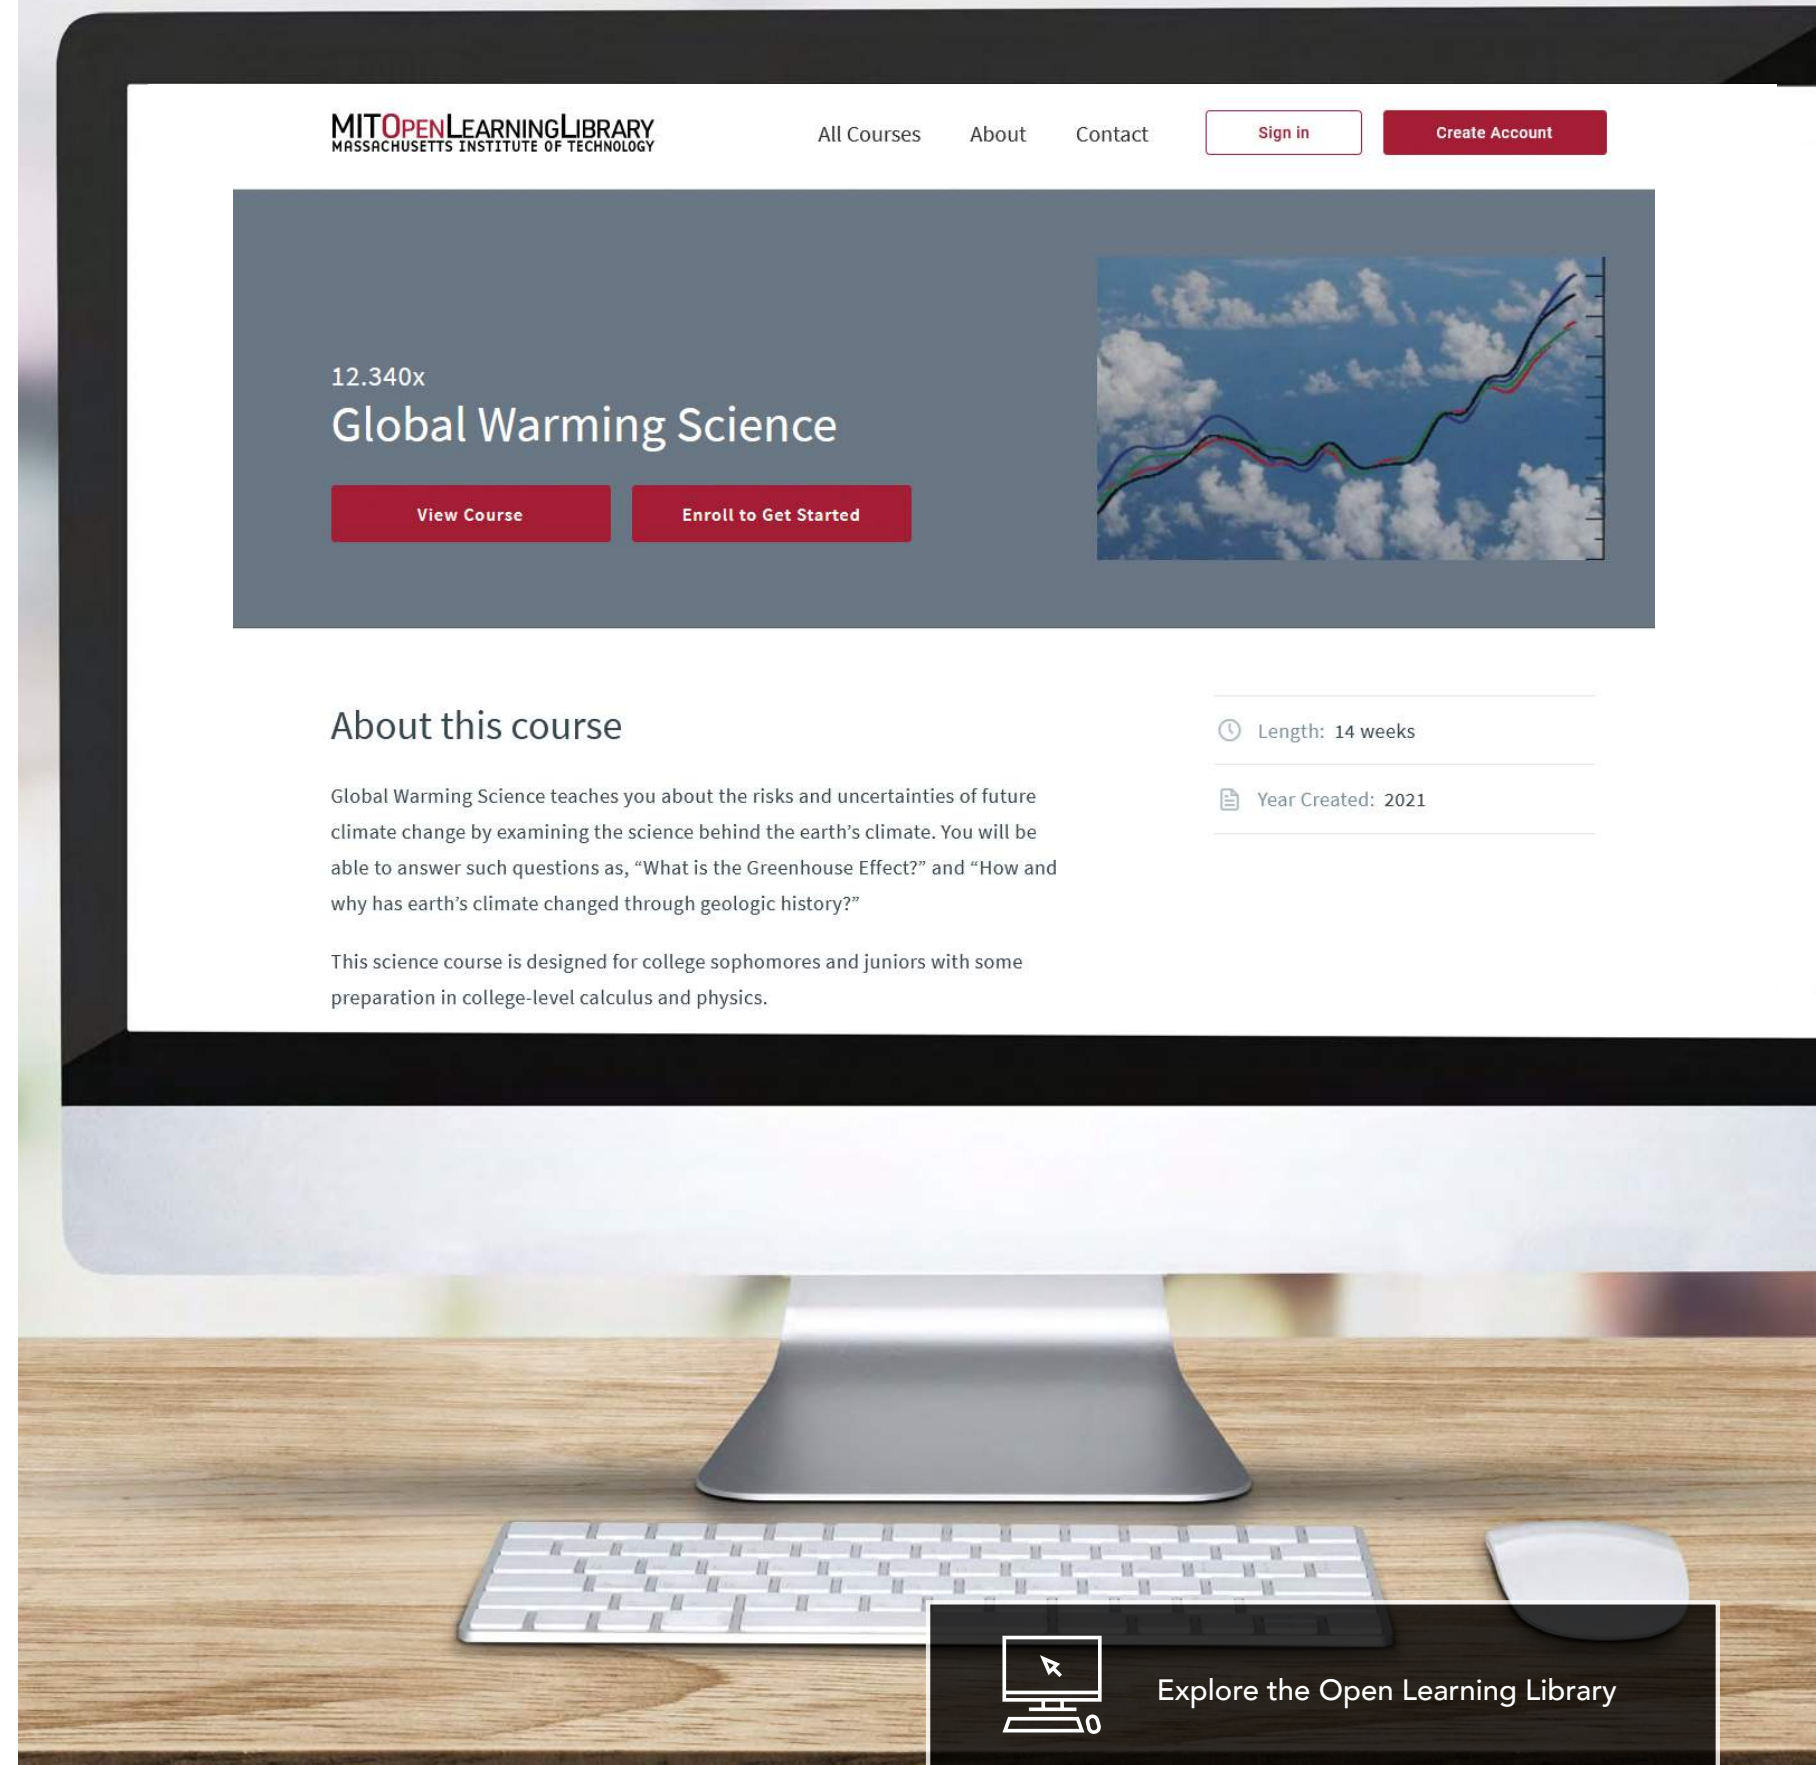 MITOPENLEARNINGLIBRARY
MASSACHUSETTS INSTITUTE OF TECHNOLOGY
All Courses About Contact Sign in Create Account
12.340x
Global Warming Science
View Course Enroll to Get Started
About this course
Length: 14 weeks
Year Created: 2021
Global Warming Science teaches you about the risks and uncertainties of future
climate change by examining the science behind the earth’s climate. You will be
able to answer such questions as, “What is the Greenhouse Effect?” and “How and
why has earth’s climate changed through geologic history?”
This science course is designed for college sophomores and juniors with some
preparation in college-level calculus and physics.
Explore the Open Learning Library